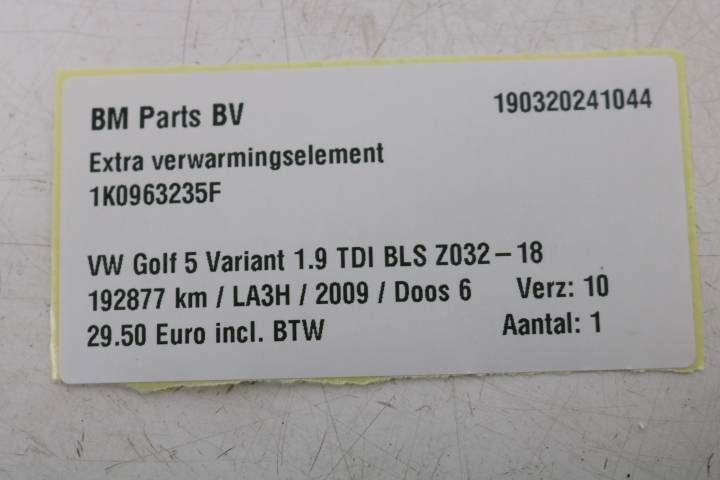 BM Parts BV 190320241044
Extra verwarmingselement
1K0963235F
VW Golf 5 Variant 1.9 TDI BLS Z032-18
192877 km / LA3H / 2009 / Doos 6 Verz: 10
29.50 Euro incl. BTW Aantal: 1